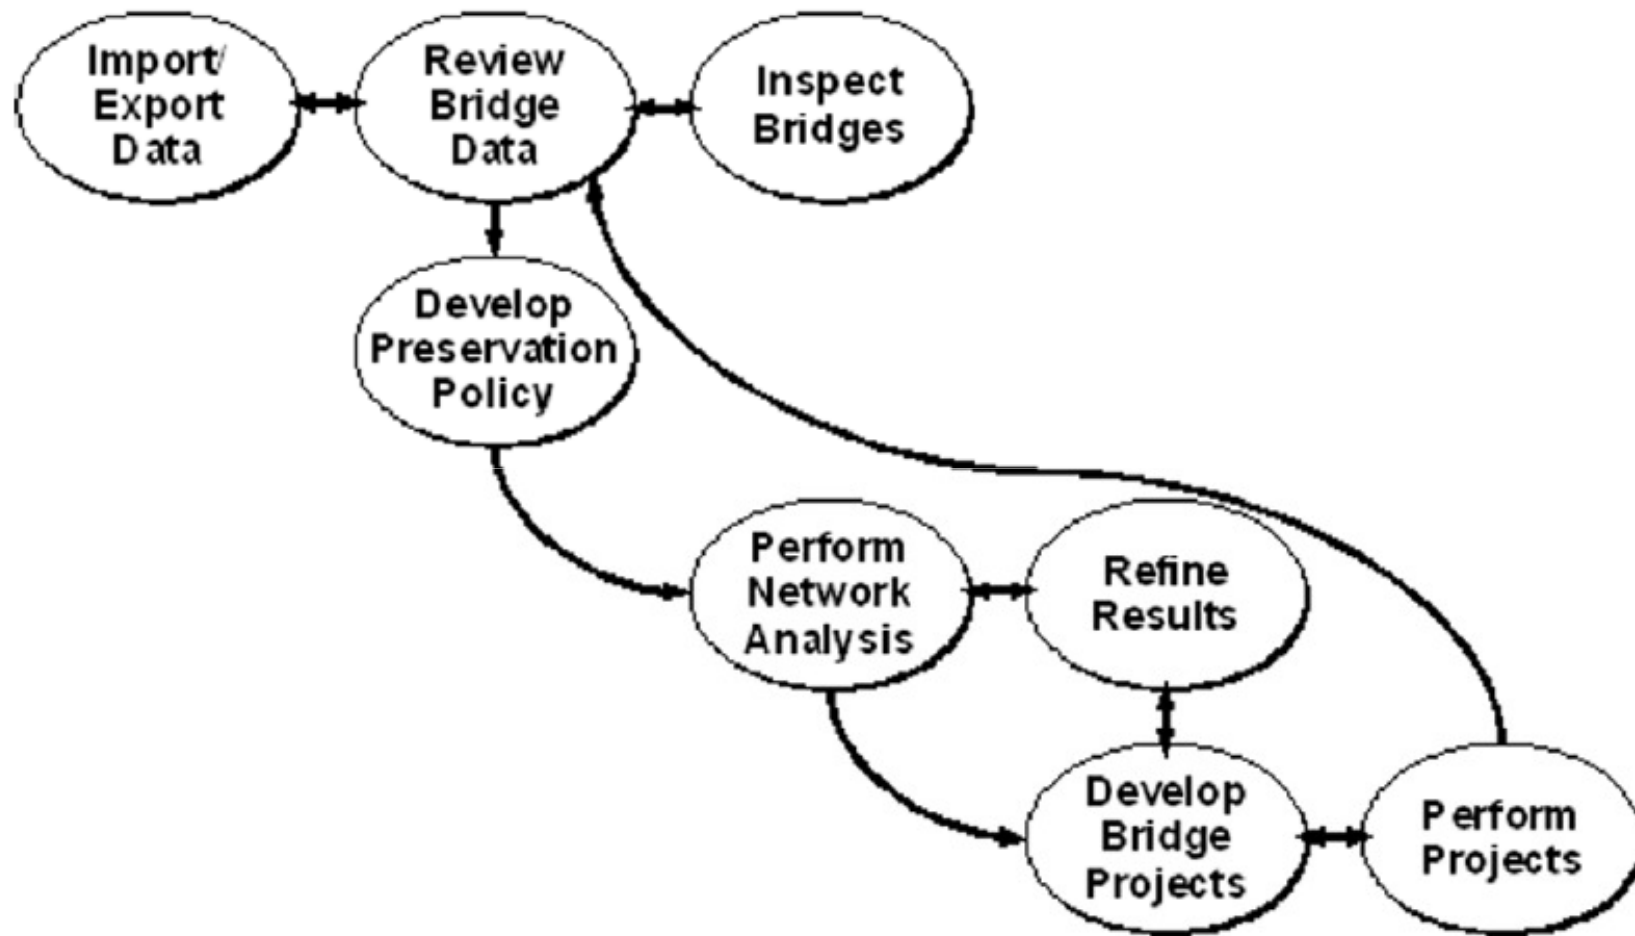 Import/
Export
Data
Review
Bridge
Data
Inspect
Bridges
Develop
Preservation
Policy
Perform
Network
Analysis
Refine
Results
Develop
Bridge
Projects
Perform
Projects